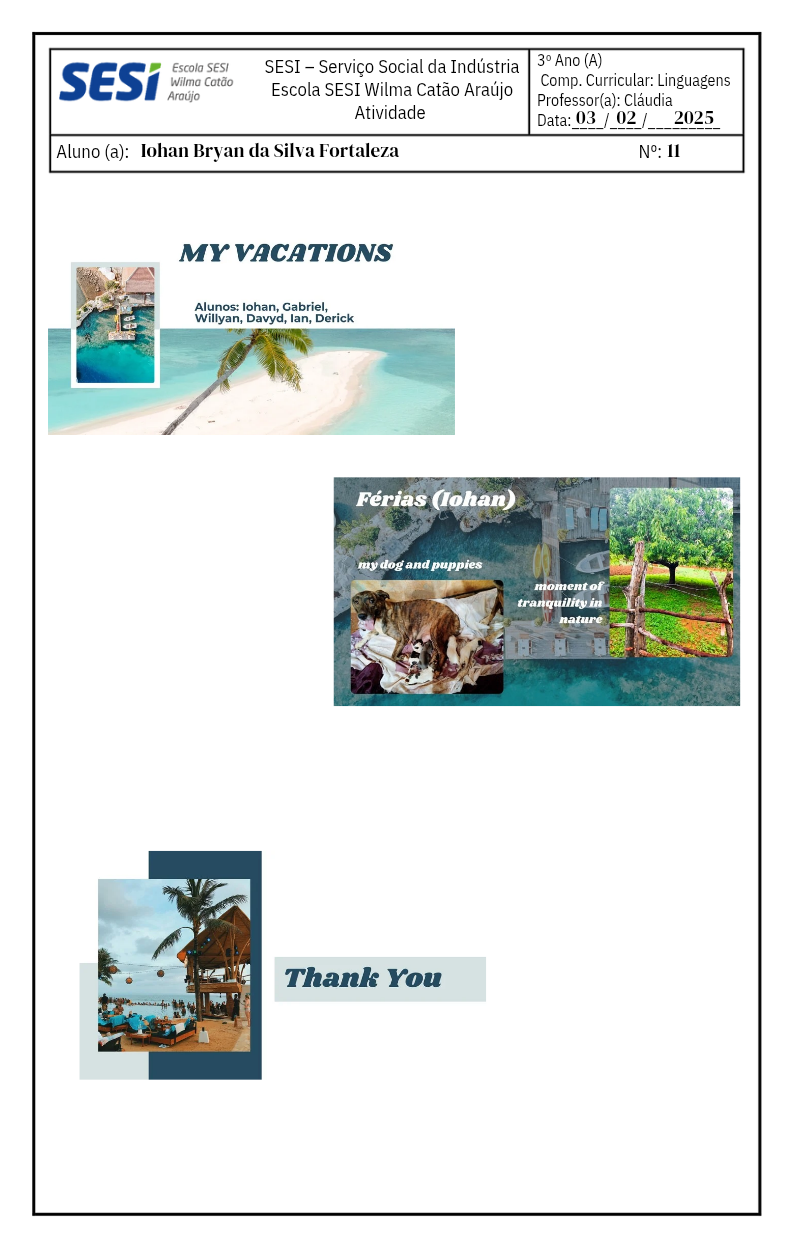 SESI
Escola SESI
Wilma Catão
Araújo
SESI – Serviço Social da Indústria
Escola SESI Wilma Catão Araújo
Atividade
3º Ano (A)
Comp. Curricular: Linguagens
Professor(a): Cláudia
Data: 03 / 02 / 2025
Aluno (a): Iohan Bryan da Silva Fortaleza Nº: 11
MY VACATIONS
Alunos: Iohan, Gabriel,
Willyan, Davyd, Ian, Derick
Férias (Iohan)
my dog and puppies
moment of
tranquility in
nature
Thank You